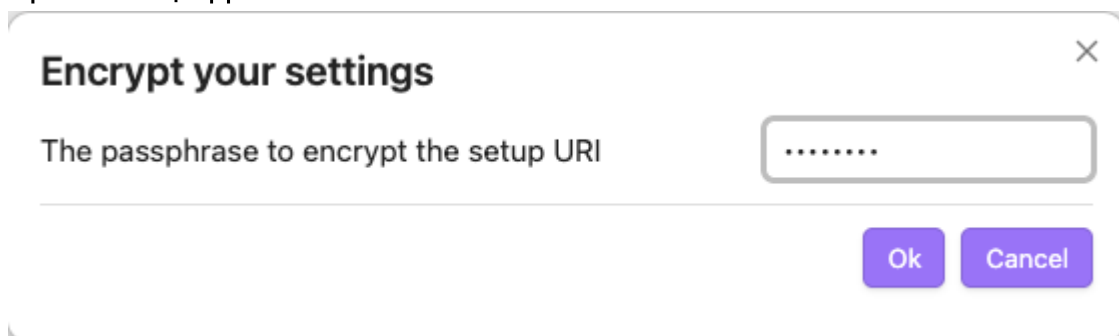 Encrypt your settings
The passphrase to encrypt the setup URI ········
Ok Cancel